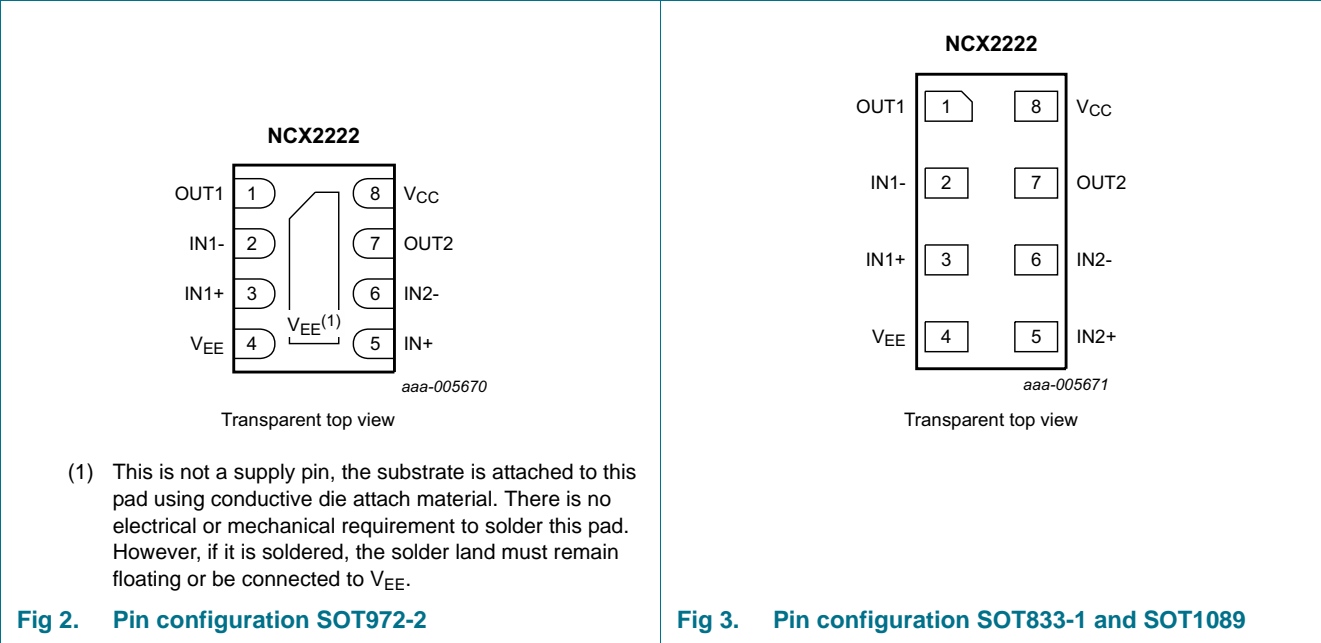 NCX2222
OUT1 1 8 VCC
IN1- 2 7 OUT2
IN1+ 3 6 IN2-
VEE 4 VEE(1) 5 IN+
aaa-005670
Transparent top view
(1) This is not a supply pin, the substrate is attached to this
pad using conductive die attach material. There is no
electrical or mechanical requirement to solder this pad.
However, if it is soldered, the solder land must remain
floating or be connected to VEE.
Fig 2. Pin configuration SOT972-2
NCX2222
OUT1 1 8 VCC
IN1- 2 7 OUT2
IN1+ 3 6 IN2-
VEE 4 5 IN2+
aaa-005671
Transparent top view
Fig 3. Pin configuration SOT833-1 and SOT1089